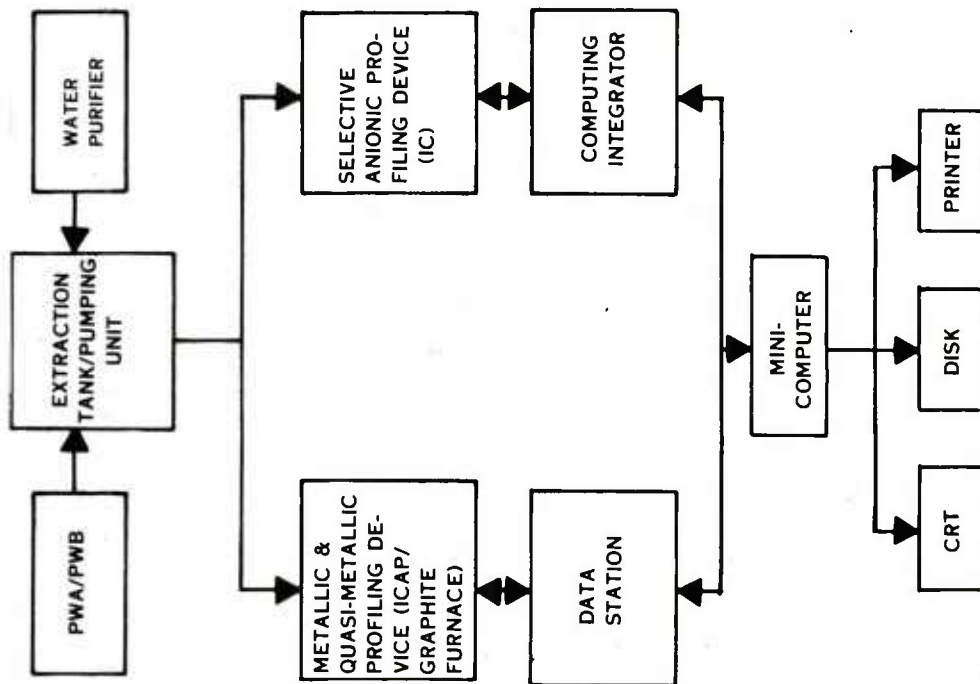 PWA/PWB
EXTRACTION
TANK/PUMPING
UNIT
WATER
PURIFIER
METALLIC &
QUASI-METALLIC
PROFILING DE-
VICE (ICAP/
GRAPHITE
FURNACE)
SELECTIVE
ANIONIC PRO-
FILING DEVICE
(IC)
DATA
STATION
COMPUTING
INTEGRATOR
MINI-
COMPUTER
CRT
DISK
PRINTER